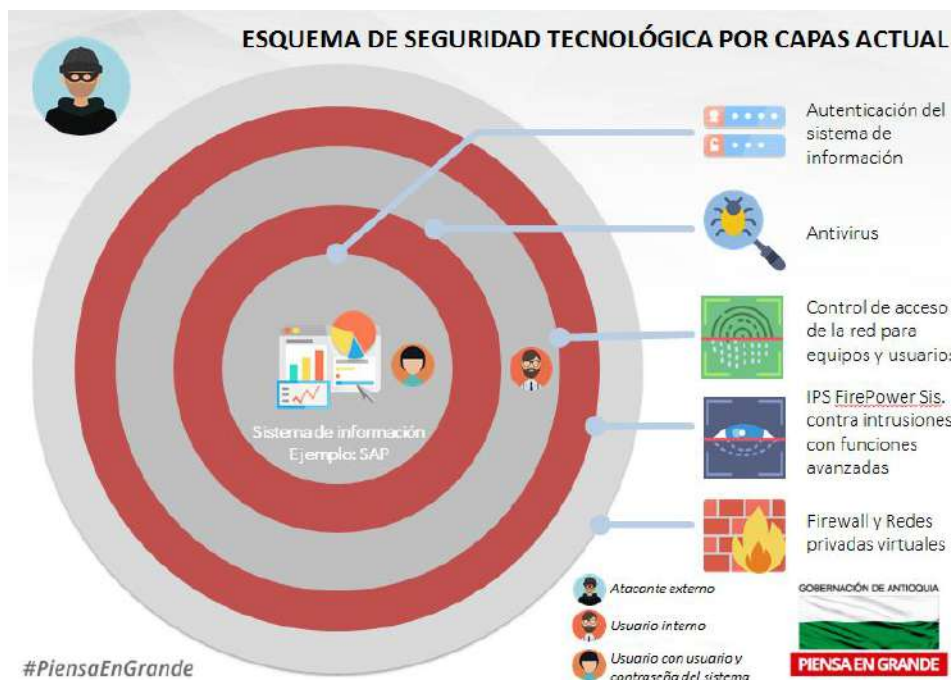 ESQUEMA DE SEGURIDAD TECNOLÓGICA POR CAPAS ACTUAL
Autenticación del
sistema de
información
Antivirus
Control de acceso
de la red para
equipos y usuarios
IPS FirePower Sis.
contra intrusiones
con funciones
avanzadas
Firewall y Redes
privadas virtuales
Sistema de información
Ejemplo: SAP
Atacante externo
Usuario interno
Usuario con usuario y
contraseña del sistema
GOBERNACIÓN DE ANTIOQUIA
PIENSA EN GRANDE
#PiensaEnGrande